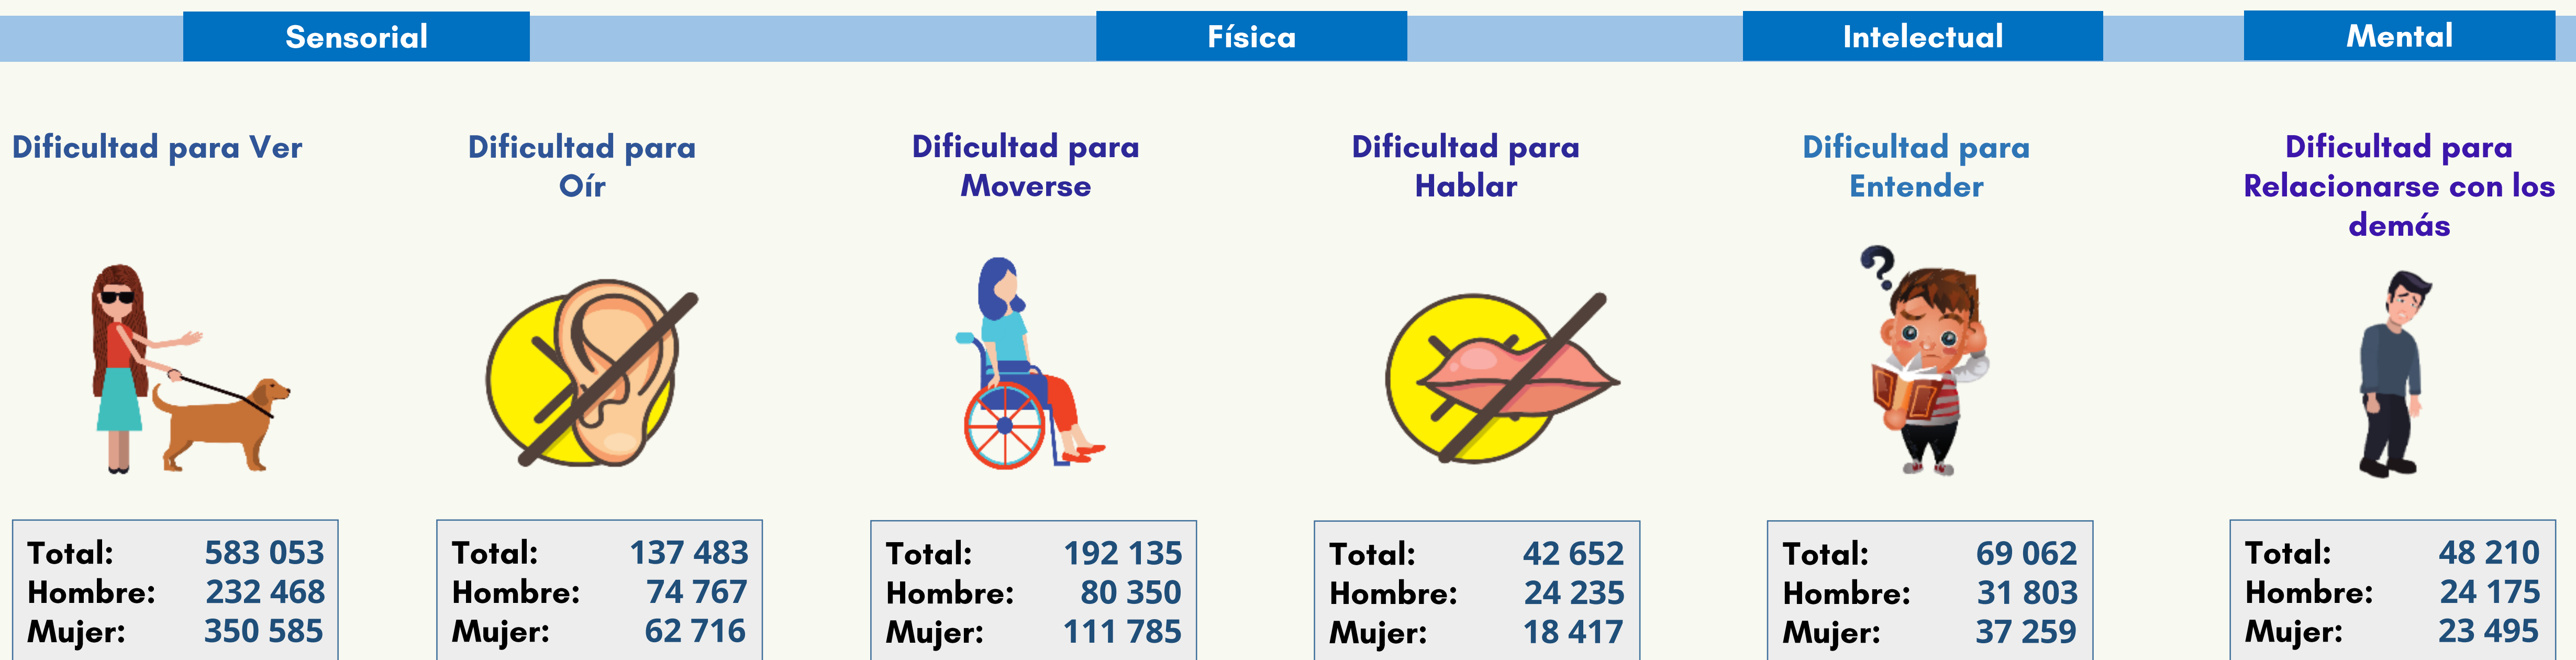 Sensorial
Física
Intelectual
Mental
Dificultad para Ver
Dificultad para
Oír
Dificultad para
Moverse
Dificultad para
Hablar
Dificultad para
Entender
Dificultad para
Relacionarse con los
demás
?
Total: 583 053
Hombre: 232 468
Mujer: 350 585
Total: 137 483
Hombre: 74 767
Mujer: 62 716
Total: 192 135
Hombre: 80 350
Mujer: 111 785
Total: 42 652
Hombre: 24 235
Mujer: 18 417
Total: 69 062
Hombre: 31 803
Mujer: 37 259
Total: 48 210
Hombre: 24 175
Mujer: 23 495